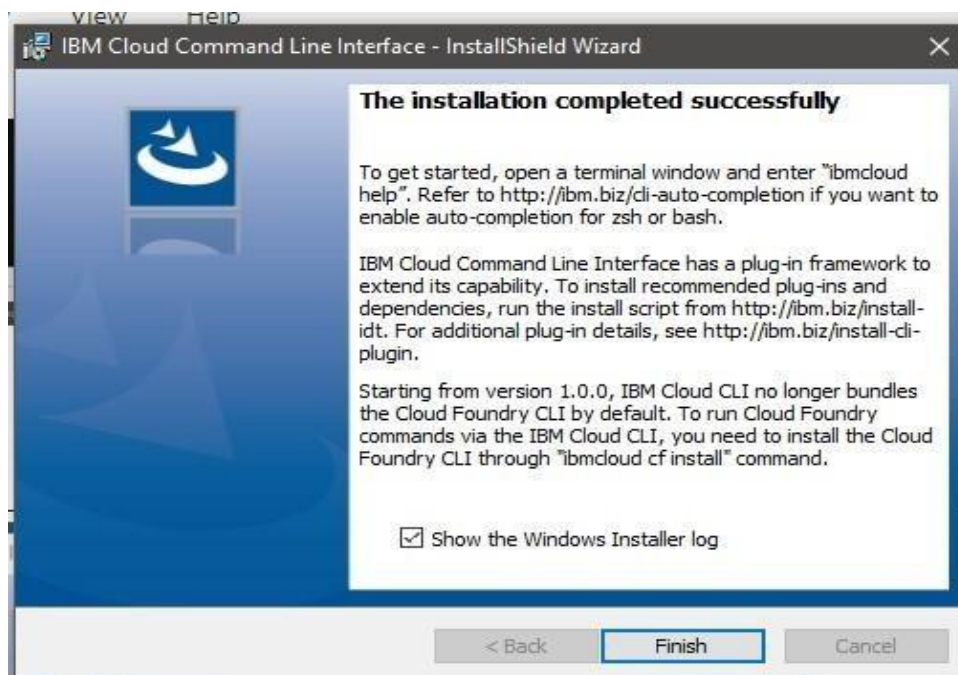 View Help
IBM Cloud Command Line Interface - InstallShield Wizard
The installation completed successfully
To get started, open a terminal window and enter "ibmcloud
help". Refer to http://ibm.biz/cli-auto-completion if you want to
enable auto-completion for zsh or bash.
IBM Cloud Command Line Interface has a plug-in framework to
extend its capability. To install recommended plug-ins and
dependencies, run the install script from http://ibm.biz/install-
idt. For additional plug-in details, see http://ibm.biz/install-cli-
plugin.
Starting from version 1.0.0, IBM Cloud CLI no longer bundles
the Cloud Foundry CLI by default. To run Cloud Foundry
commands via the IBM Cloud CLI, you need to install the Cloud
Foundry CLI through "ibmcloud cf install" command.
Show the Windows Installer log
< Back Finish Cancel